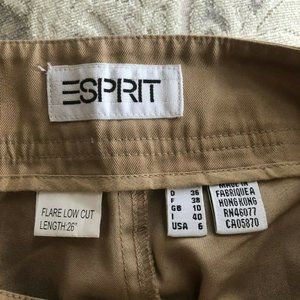 ESPRIT
FLARE LOW CUT
LENGTH:26"
D 36
F 38
GB 10
I 40
USA 6
MADE IN
FABRIQUE A
HONG KONG
RN46077
CA05870